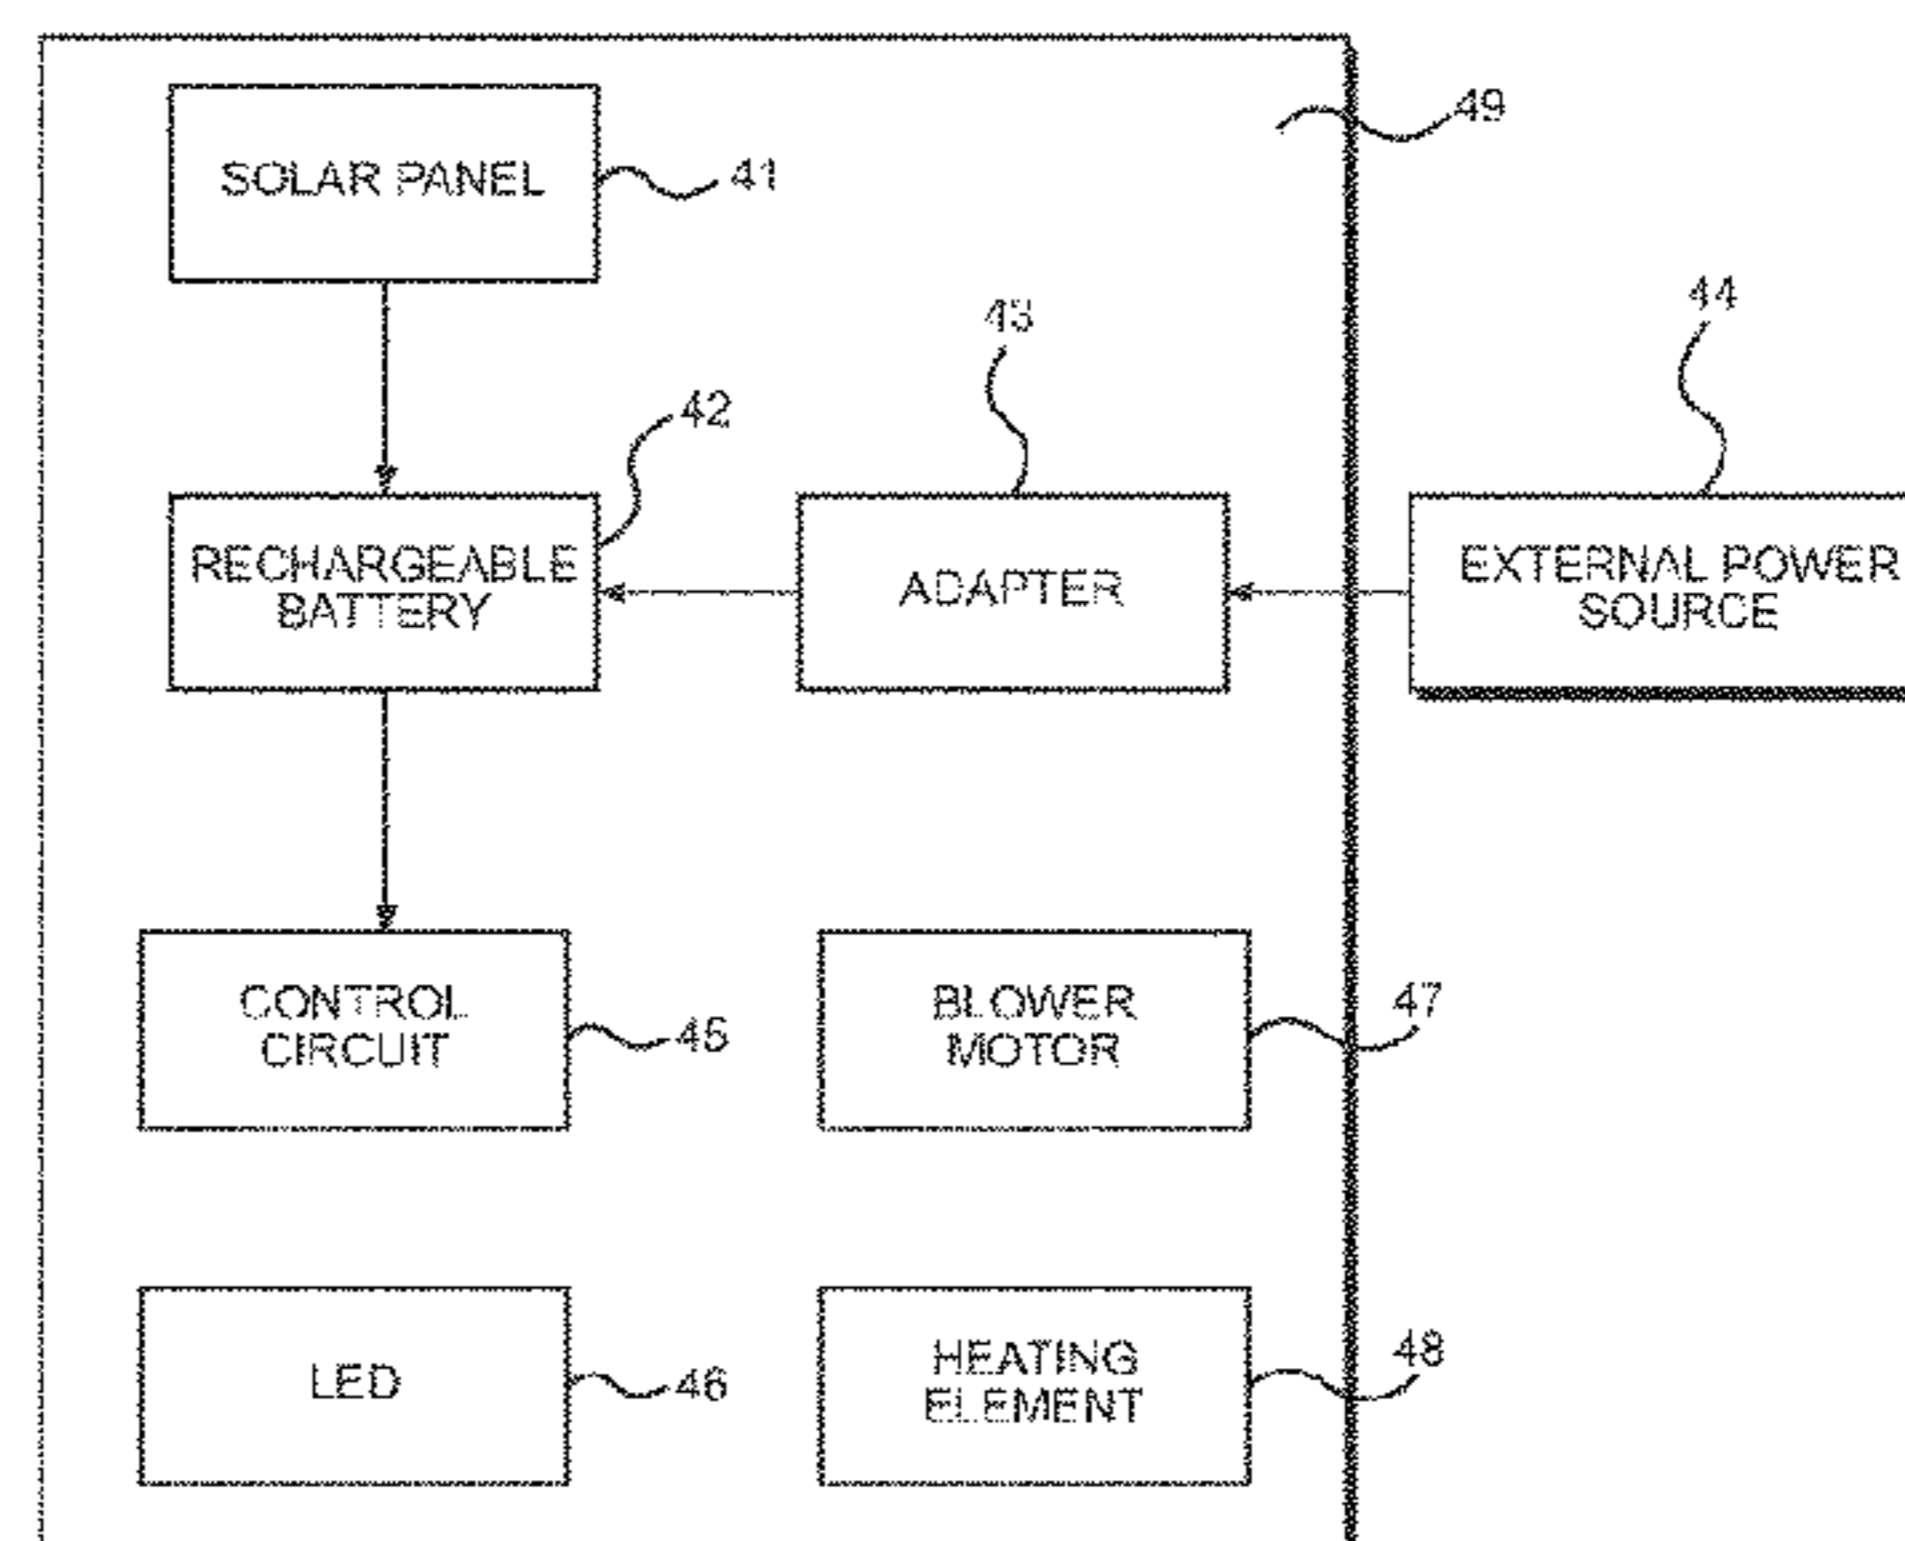 49
SOLAR PANEL
41
44
43
42
RECHARGEABLE
BATTERY
ADAPTER
EXTERNAL POWER
SOURCE
CONTROL
CIRCUIT
45
BLOWER
MOTOR
47
LED
46
HEATING
ELEMENT
48